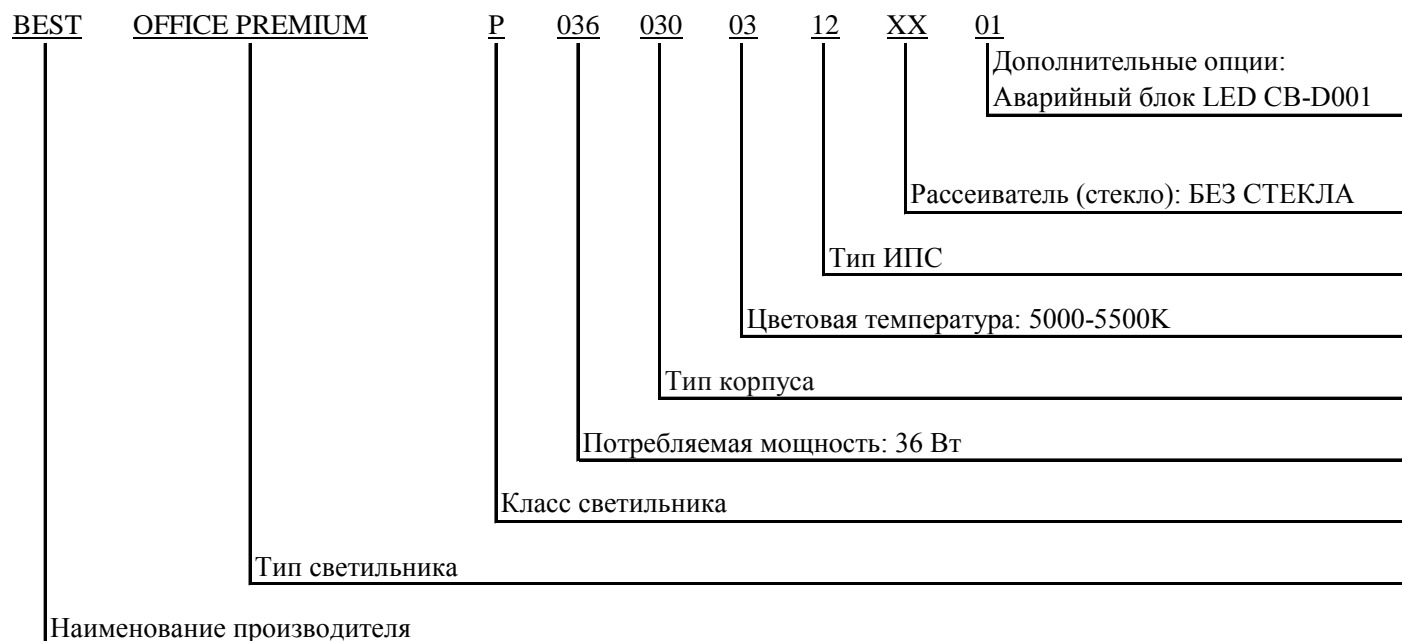 BEST OFFICE PREMIUM P 036 030 03 12 XX 01
Дополнительные опции:
Аварийный блок LED CB-D001
Рассеиватель (стекло): БЕЗ СТЕКЛА
Тип ИПС
Цветовая температура: 5000-5500K
Тип корпуса
Потребляемая мощность: 36 Вт
Класс светильника
Тип светильника
Наименование производителя